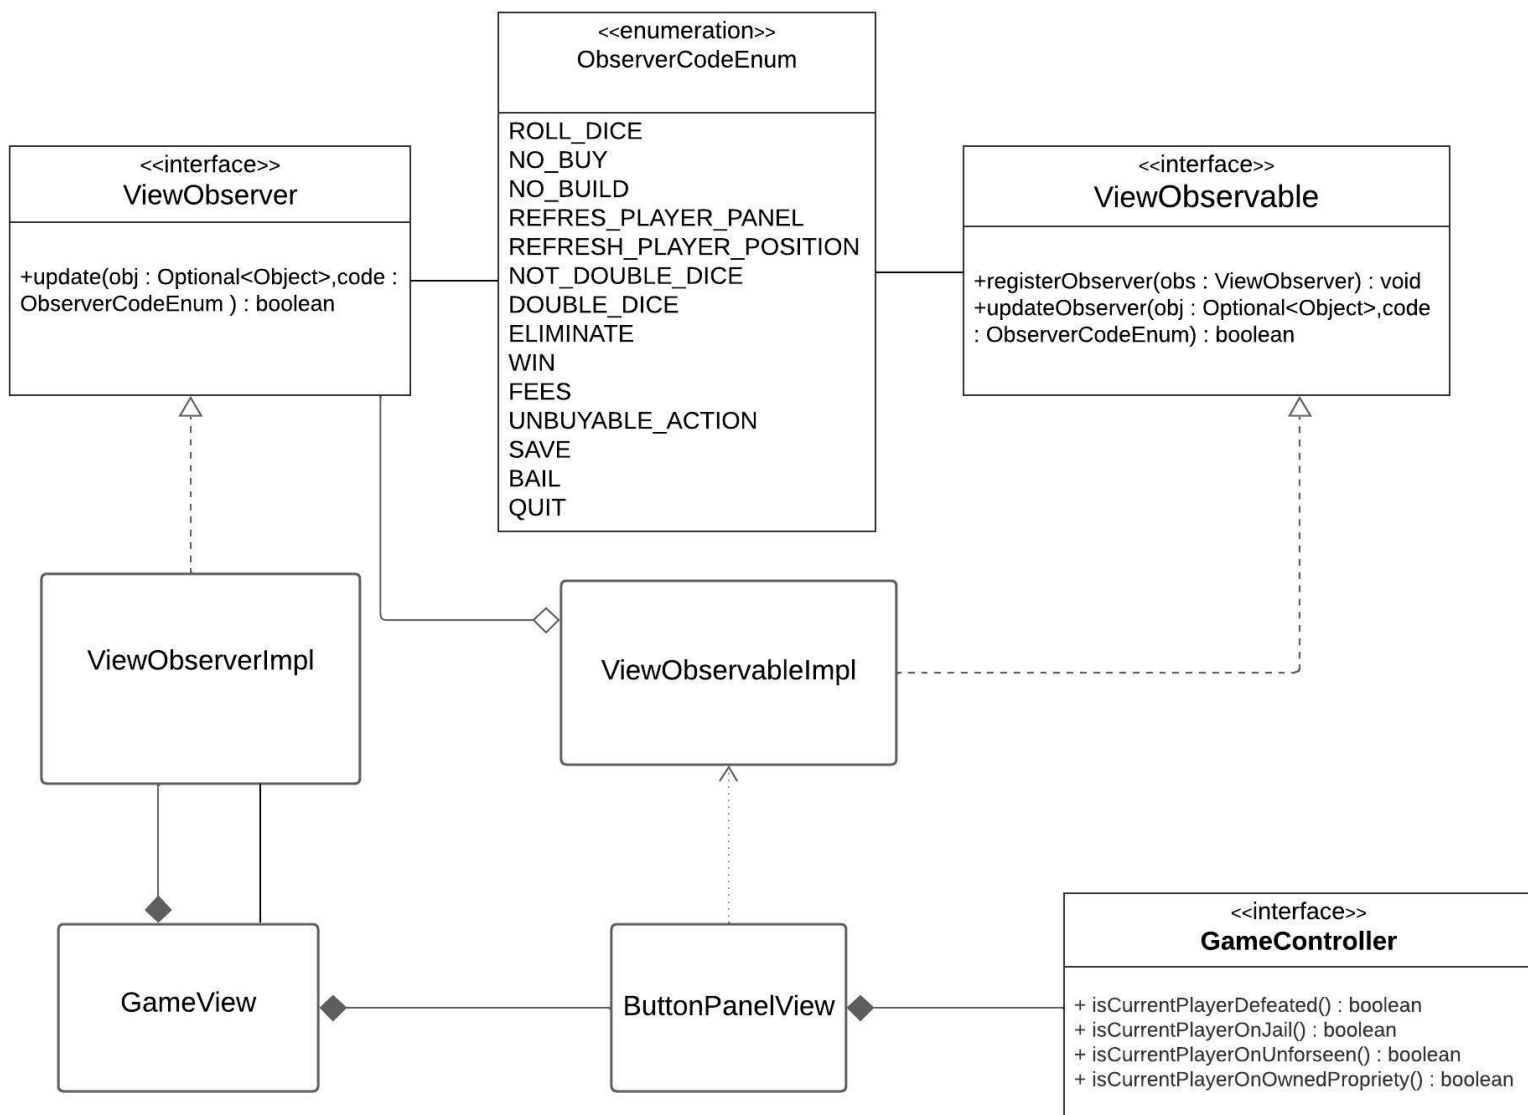 <<enumeration>>
ObserverCodeEnum
ROLL_DICE
NO_BUY
NO_BUILD
REFRES_PLAYER_PANEL
REFRESH_PLAYER_POSITION
NOT_DOUBLE_DICE
DOUBLE_DICE
ELIMINATE
WIN
FEES
UNBUYABLE_ACTION
SAVE
BAIL
QUIT
<<interface>>
ViewObserver
+update(obj : Optional<Object>,code :
ObserverCodeEnum ) : boolean
<<interface>>
ViewObservable
+registerObserver(obs : ViewObserver) : void
+updateObserver(obj : Optional<Object>,code
: ObserverCodeEnum) : boolean
ViewObserverImpl
ViewObservableImpl
GameView
ButtonPanelView
<<interface>>
GameController
+ isCurrentPlayerDefeated() : boolean
+ isCurrentPlayerOnJail() : boolean
+ isCurrentPlayerOnUnforseen() : boolean
+ isCurrentPlayerOnOwnedPropriety() : boolean